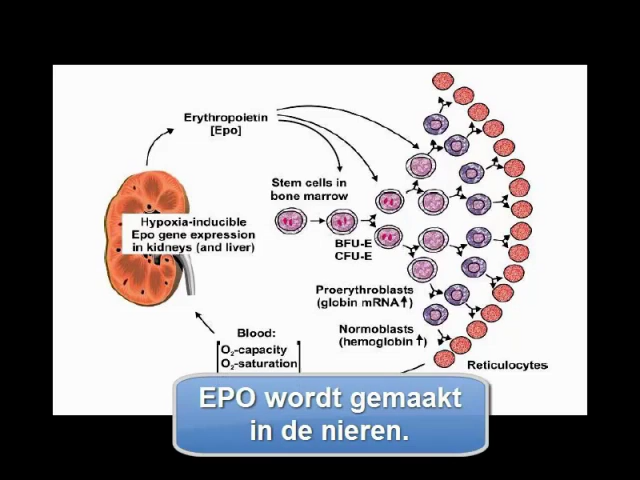 Erythropoietin
[Epo]
Stem cells in
bone marrow
Hypoxia-inducible
Epo gene expression
in kidneys (and liver)
BFU-E
CFU-E
Proerythroblasts
(globin mRNA↑)
Normoblasts
(hemoglobin↑)
Blood:
O₂-capacity
O₂-saturation
Reticulocytes
EPO wordt gemaakt
in de nieren.